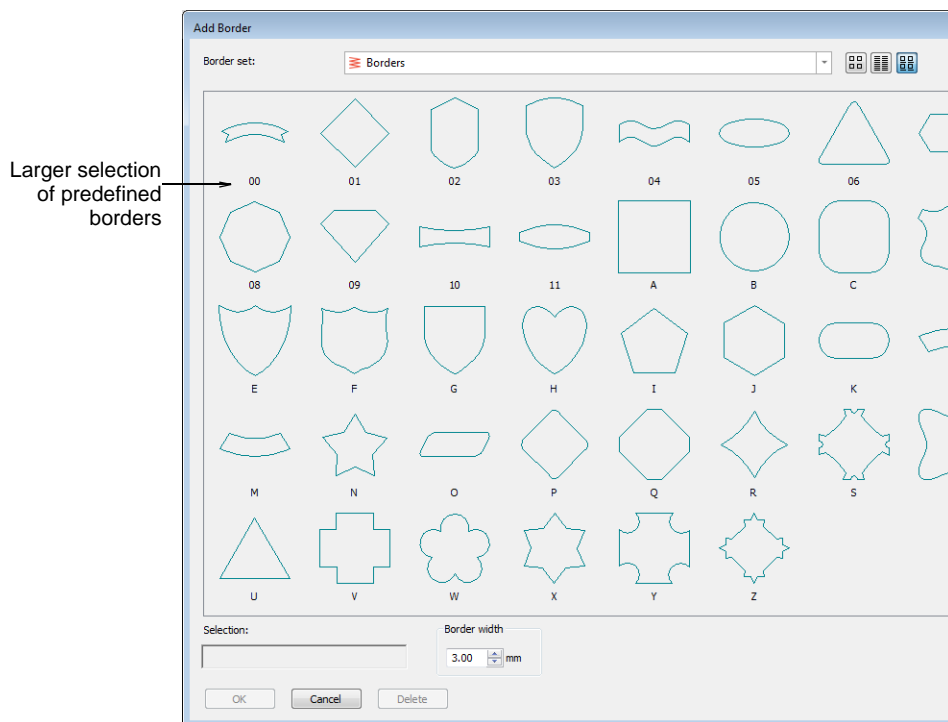 Add Border
Border set:
Borders
Larger selection
of predefined
borders
00 01 02 03 04 05 06
08 09 10 11 A B C
E F G H I J K
M N O P Q R S
U V W X Y Z
Selection:
Border width
3.00 mm
OK Cancel Delete